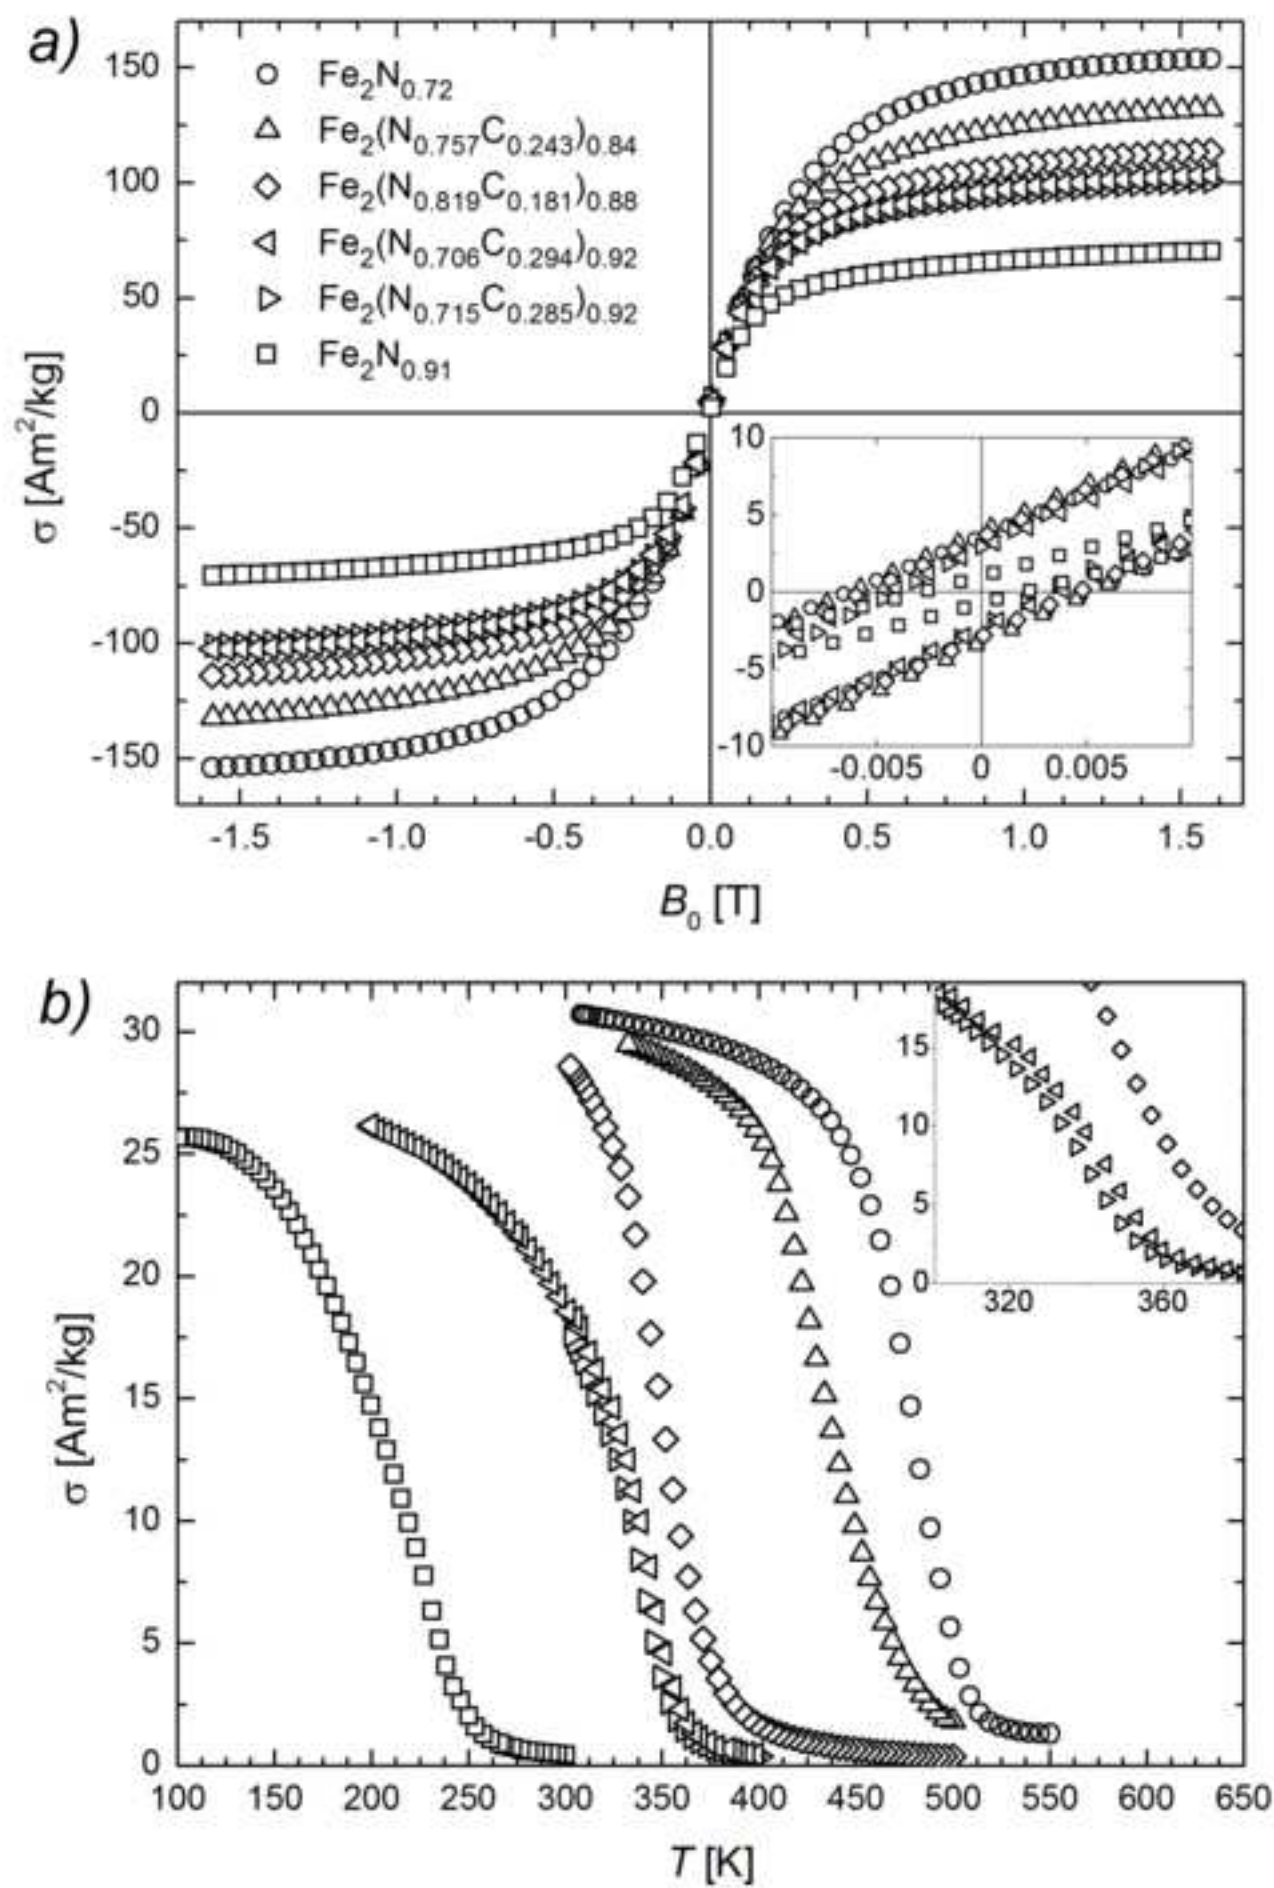 a)
150
100
50
0
-50
-100
-150
σ [Am²/kg]
Fe₂N₀.₇₂
Fe₂(N₀.₇₅₇C₀.₂₄₃)₀.₈₄
Fe₂(N₀.₈₁₉C₀.₁₈₁)₀.₈₈
Fe₂(N₀.₇₀₆C₀.₂₉₄)₀.₉₂
Fe₂(N₀.₇₁₅C₀.₂₈₅)₀.₉₂
Fe₂N₀.₉₁
10
5
0
-5
-10
-0.005 0 0.005
-1.5 -1.0 -0.5 0.0 0.5 1.0 1.5
B₀ [T]
b)
30
25
20
15
10
5
0
σ [Am²/kg]
15
10
5
0
320 360
100 150 200 250 300 350 400 450 500 550 600 650
T [K]